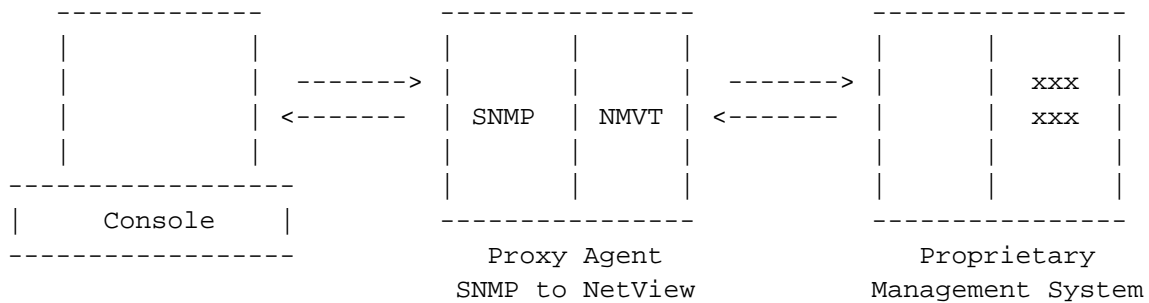 xxx
SNMP NMVT xxx
Console
Proxy Agent Proprietary
SNMP to NetView Management System